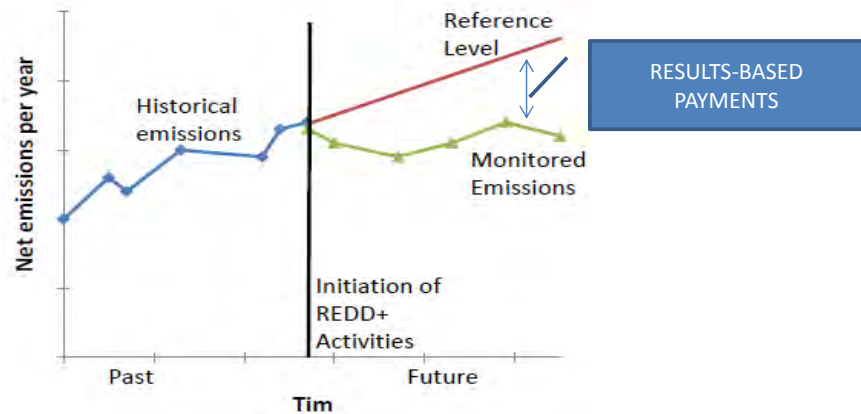 Net emissions per year
Historical
emissions
Reference
Level
RESULTS-BASED
PAYMENTS
Monitored
Emissions
Initiation of
REDD+
Activities
Past
Future
Tim